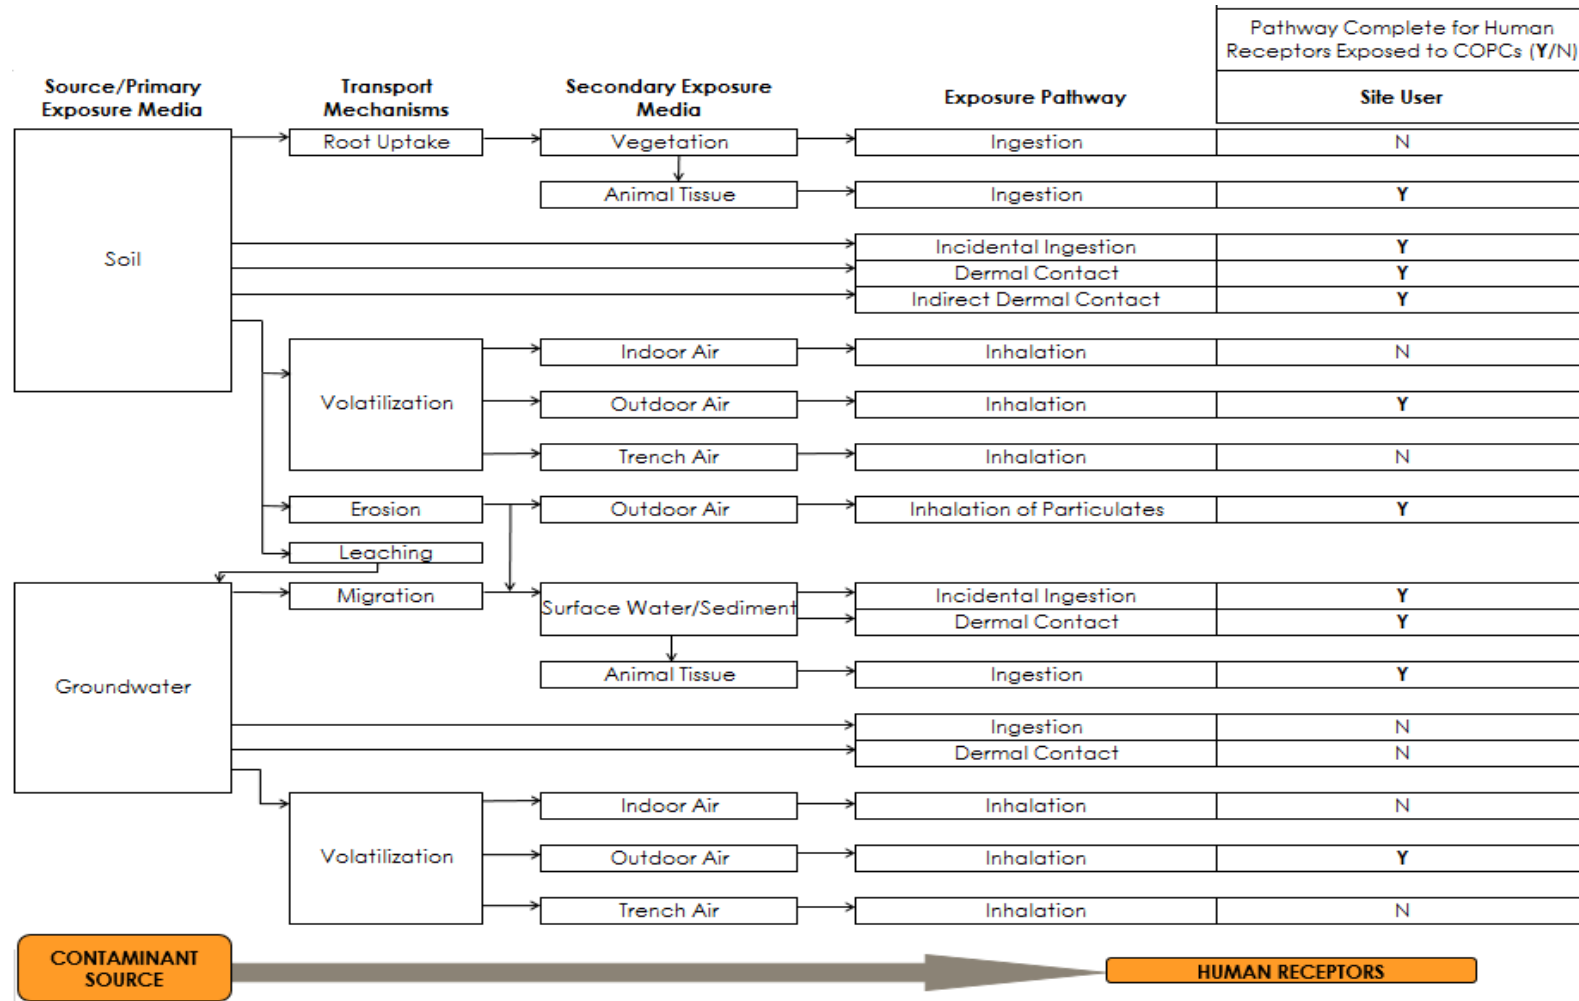 Pathway Complete for Human
Receptors Exposed to COPCs (Y/N)
Source/Primary
Exposure Media
Transport
Mechanisms
Secondary Exposure
Media
Exposure Pathway
Site User
Root Uptake
Vegetation
Ingestion
N
Animal Tissue
Ingestion
Y
Soil
Incidental Ingestion
Y
Dermal Contact
Y
Indirect Dermal Contact
Y
Volatilization
Indoor Air
Inhalation
N
Outdoor Air
Inhalation
Y
Trench Air
Inhalation
N
Erosion
Outdoor Air
Inhalation of Particulates
Y
Leaching
Groundwater
Migration
Surface Water/Sediment
Incidental Ingestion
Y
Dermal Contact
Y
Animal Tissue
Ingestion
Y
Ingestion
N
Dermal Contact
N
Volatilization
Indoor Air
Inhalation
N
Outdoor Air
Inhalation
Y
Trench Air
Inhalation
N
CONTAMINANT
SOURCE
HUMAN RECEPTORS